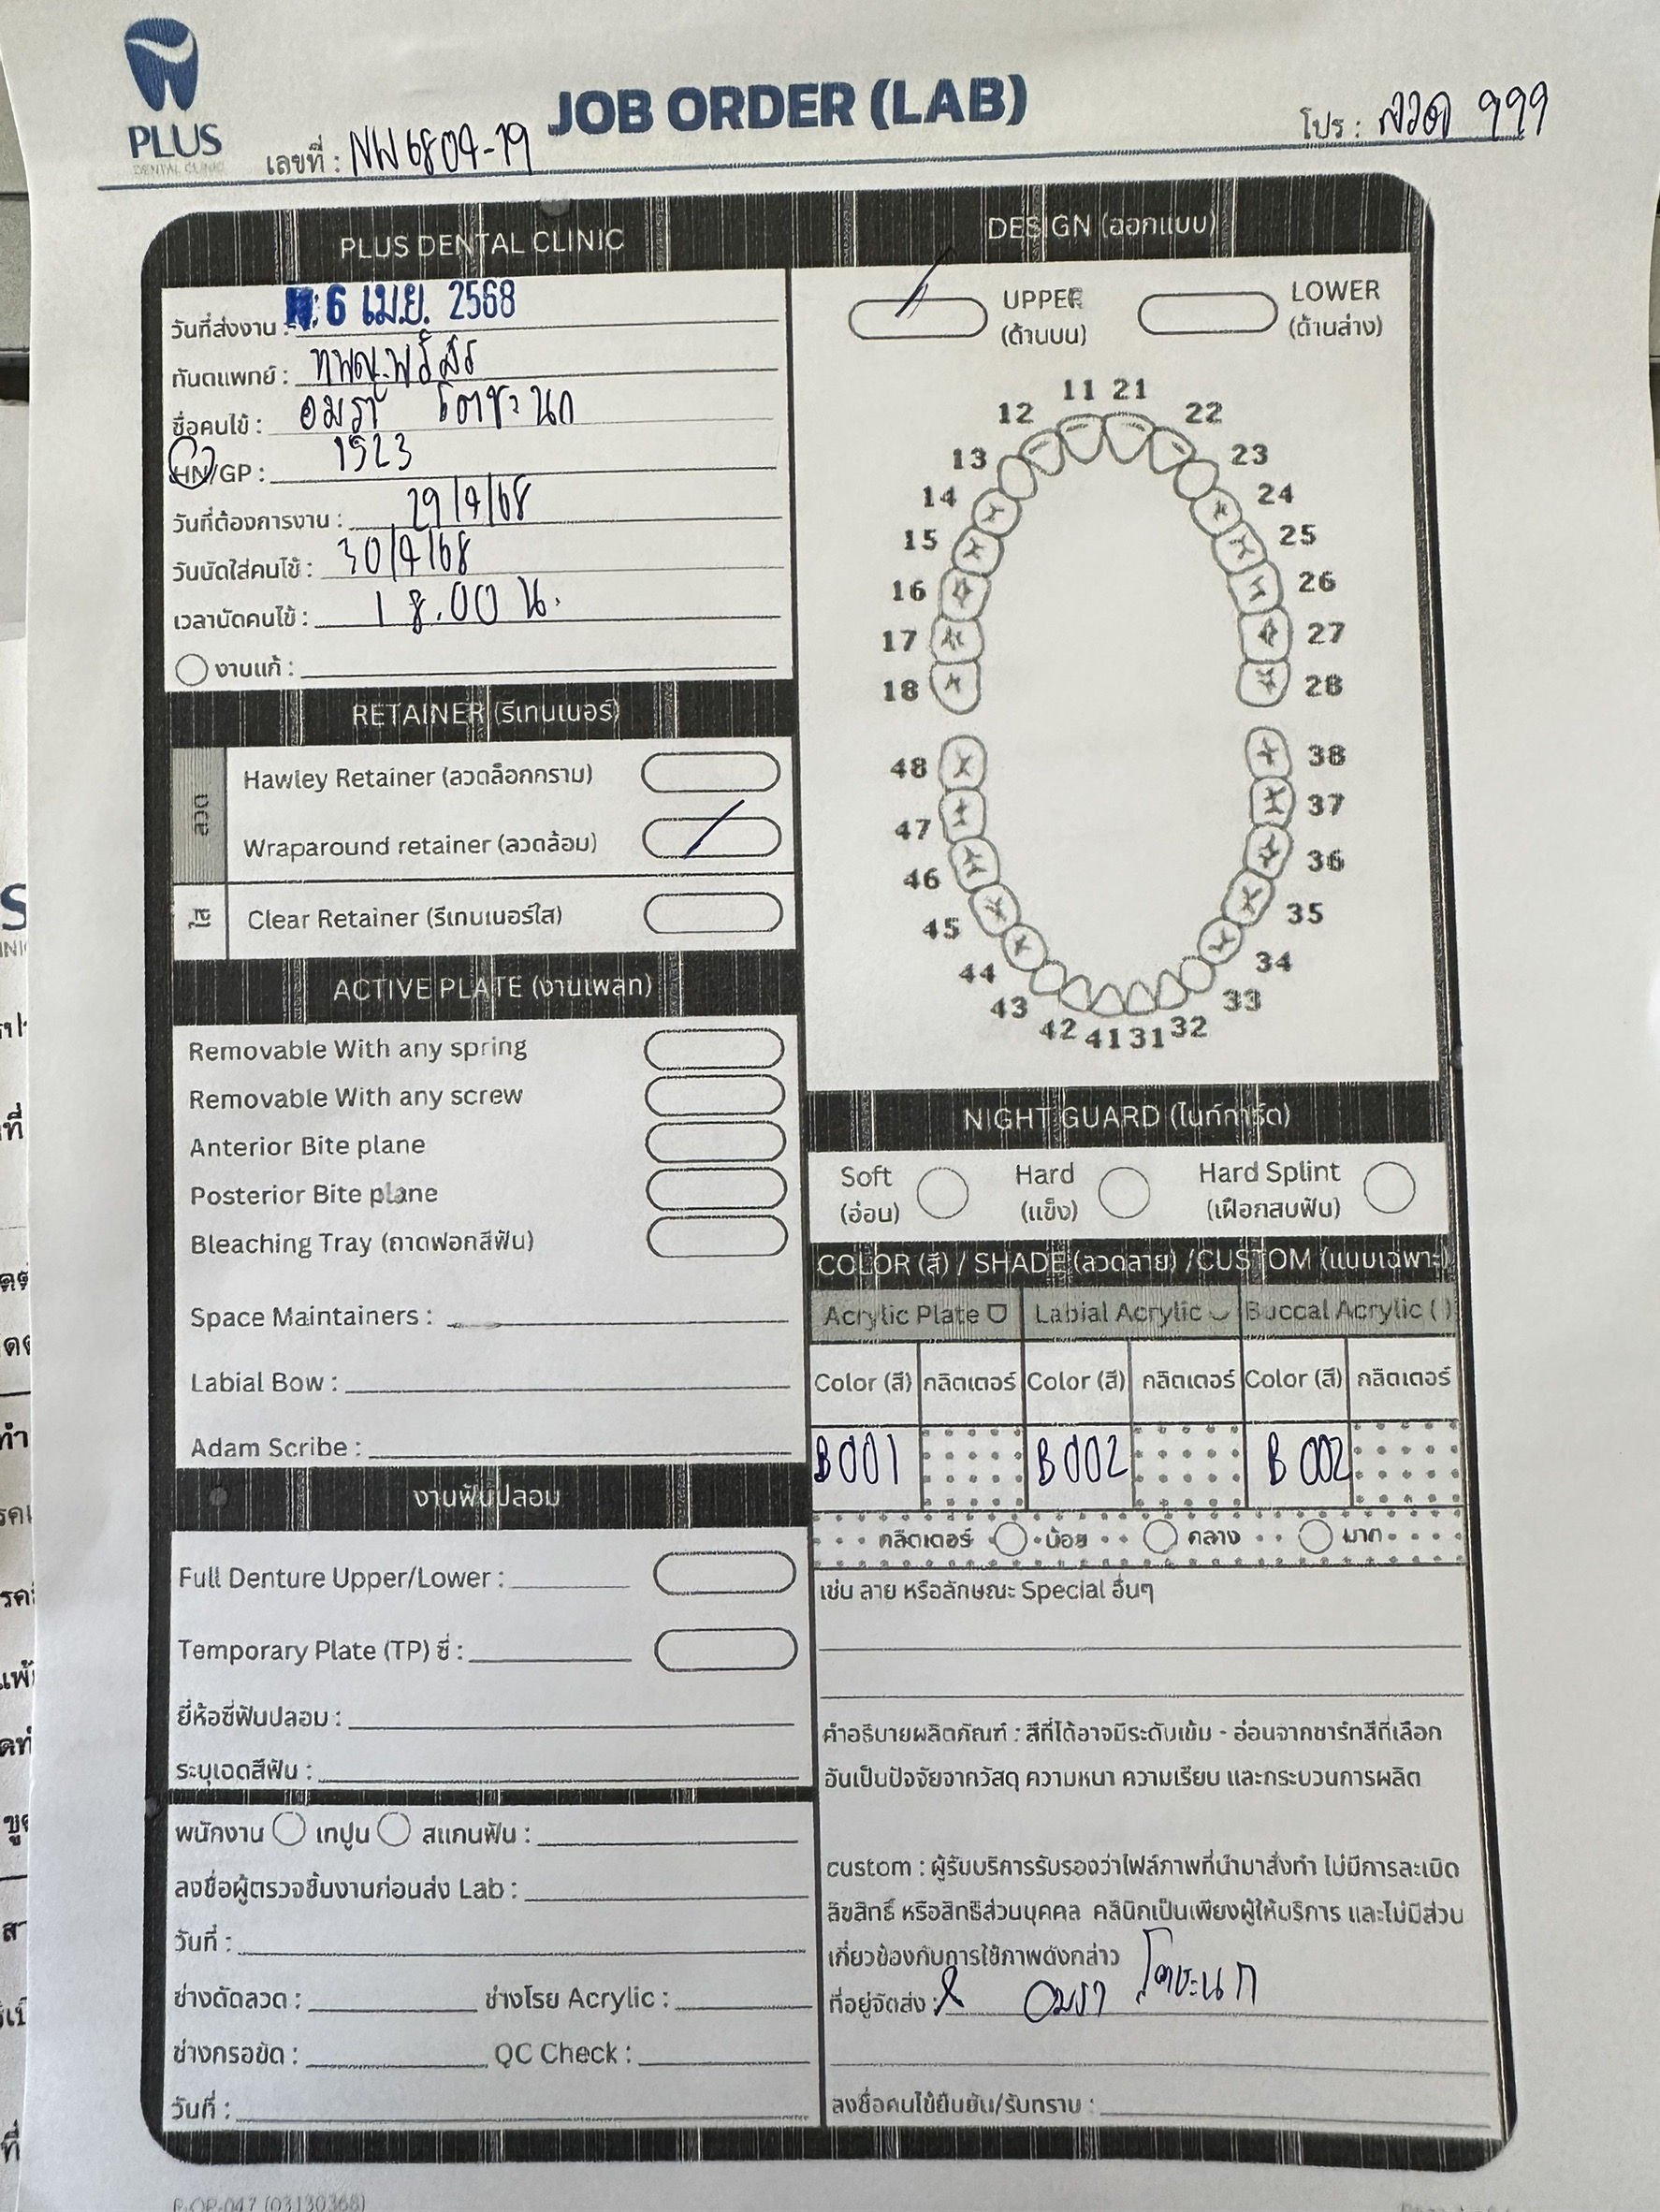 PLUS
DENTAL CLINIC
JOB ORDER (LAB)
เลขที่ : NW6804-19
โปร : ลวด 999
PLUS DENTAL CLINIC
วันที่ส่งงาน : 6 เม.ย. 2568
ทันตแพทย์ : ทพญ.
ชื่อคนไข้ : อมรา โตชะนก
HN/GP : 1523
วันที่ต้องการงาน : 29/4/68
วันนัดใส่คนไข้ : 30/4/68
เวลานัดคนไข้ : 18.00 น.
งานแก้ :
RETAINER (รีเทนเนอร์)
ลวด
Hawley Retainer (ลวดล็อกกราม)
Wraparound retainer (ลวดล้อม)
ใส
Clear Retainer (รีเทนเนอร์ใส)
ACTIVE PLATE (งานเพลท)
Removable With any spring
Removable With any screw
Anterior Bite plane
Posterior Bite plane
Bleaching Tray (ถาดฟอกสีฟัน)
Space Maintainers :
Labial Bow :
Adam Scribe :
งานฟันปลอม
Full Denture Upper/Lower :
Temporary Plate (TP) ซี่ :
ยี่ห้อซี่ฟันปลอม :
ระบุเฉดสีฟัน :
พนักงาน เทปูน สแกนฟัน :
ลงชื่อผู้ตรวจชิ้นงานก่อนส่ง Lab :
วันที่ :
ช่างดัดลวด : ช่างโรย Acrylic :
ช่างกรอขัด : QC Check :
วันที่ :
DESIGN (ออกแบบ)
UPPER
(ด้านบน)
LOWER
(ด้านล่าง)
11 21
12 22
13 23
14 24
15 25
16 26
17 27
18 28
48 38
47 37
46 36
45 35
44 34
43 33
42 41 31 32
NIGHT GUARD (ไนท์การ์ด)
Soft Hard Hard Splint
(อ่อน) (แข็ง) (เฝือกสบฟัน)
COLOR (สี) / SHADE (ลวดลาย) /CUSTOM (แบบเฉพาะ)
Acrylic Plate Labial Acrylic Buccal Acrylic ( )
Color (สี) กลิตเตอร์ Color (สี) กลิตเตอร์ Color (สี) กลิตเตอร์
B001 B002 B002
กลิตเตอร์ น้อย กลาง มาก
เช่น ลาย หรือลักษณะ Special อื่นๆ
คำอธิบายผลิตภัณฑ์ : สีที่ได้อาจมีระดับเข้ม - อ่อนจากชาร์ทสีที่เลือก
อันเป็นปัจจัยจากวัสดุ ความหนา ความเรียบ และกระบวนการผลิต
custom : ผู้รับบริการรับรองว่าไฟล์ภาพที่นำมาสั่งทำ ไม่มีการละเมิด
ลิขสิทธิ์ หรือสิทธิส่วนบุคคล คลินิกเป็นเพียงผู้ให้บริการ และไม่มีส่วน
เกี่ยวข้องกับการใช้ภาพดังกล่าว
ที่อยู่จัดส่ง : อมรา โตชะนก
ลงชื่อคนไข้ยืนยัน/รับทราบ :